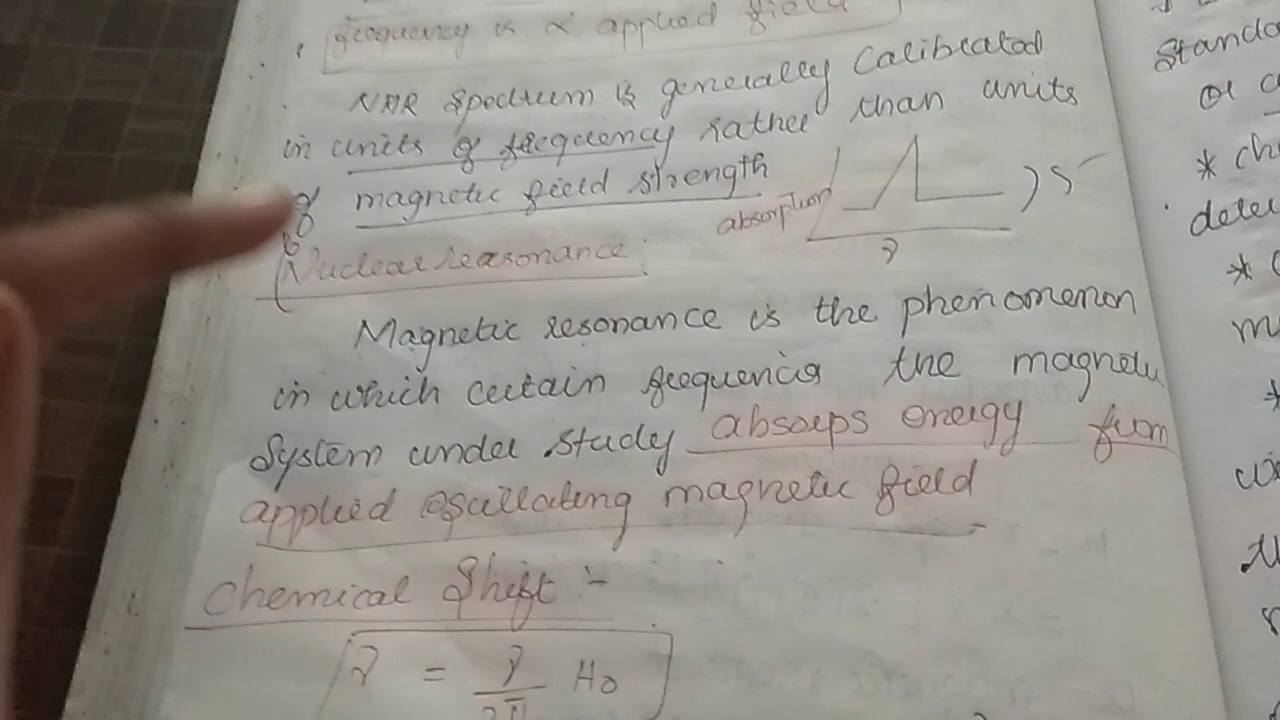 frequency is ∝ applied field
NMR spectrum is generally Calibrated
in units of frequency rather than units
of magnetic field strength
absorption
Nuclear reasonance:
Magnetic resonance is the phenomenon
in which certain frequencies the magnetic
System under study absorps energy from
applied oscillating magnetic field
Chemical Shift :-
ν = γ/2π H₀
Standa
or
* Ch
detec
*
m
*